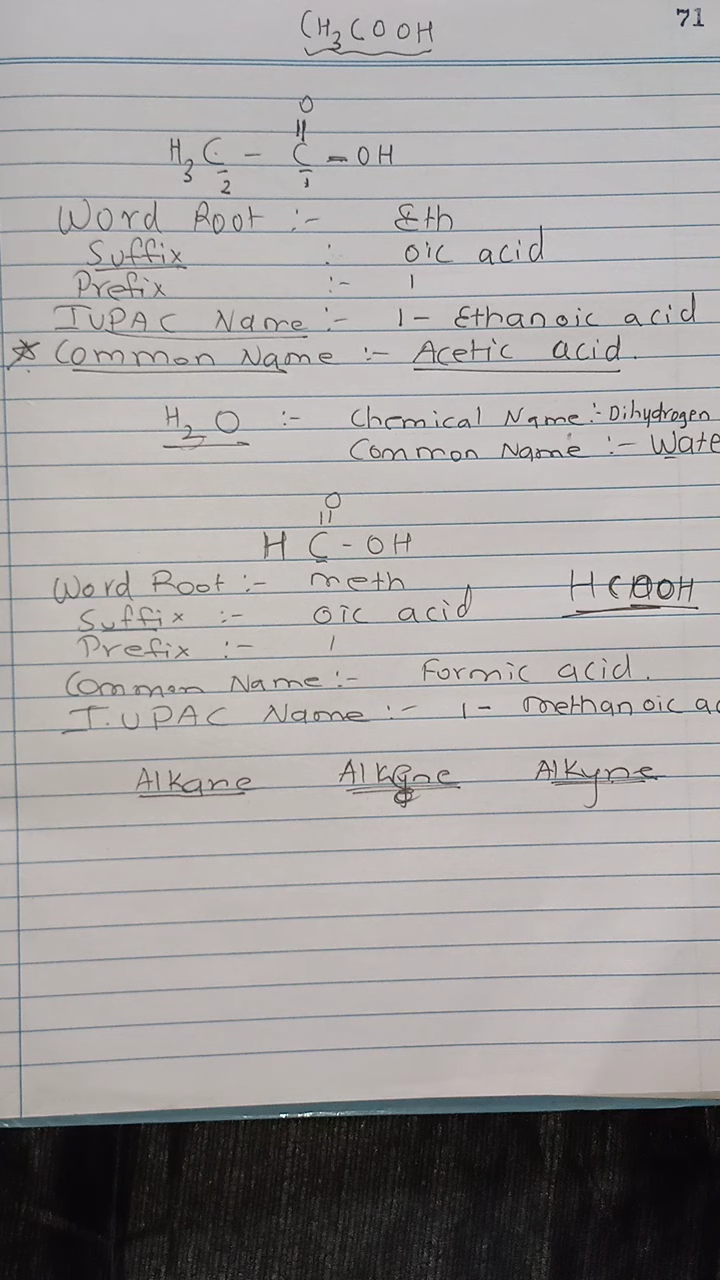 CH3COOH 71
O
||
H3C - C - OH
2 1
Word Root :- Eth
Suffix : oic acid
Prefix :- 1
IUPAC Name :- 1- Ethanoic acid
* Common Name :- Acetic acid.
H2O :- Chemical Name :- Dihydrogen
Common Name :- Wate
O
||
H C - OH
Word Root :- meth HCOOH
Suffix :- oic acid
Prefix :- 1
Common Name :- Formic acid.
I.UPAC Name :- 1- methanoic ac
Alkane Alkene Alkyne